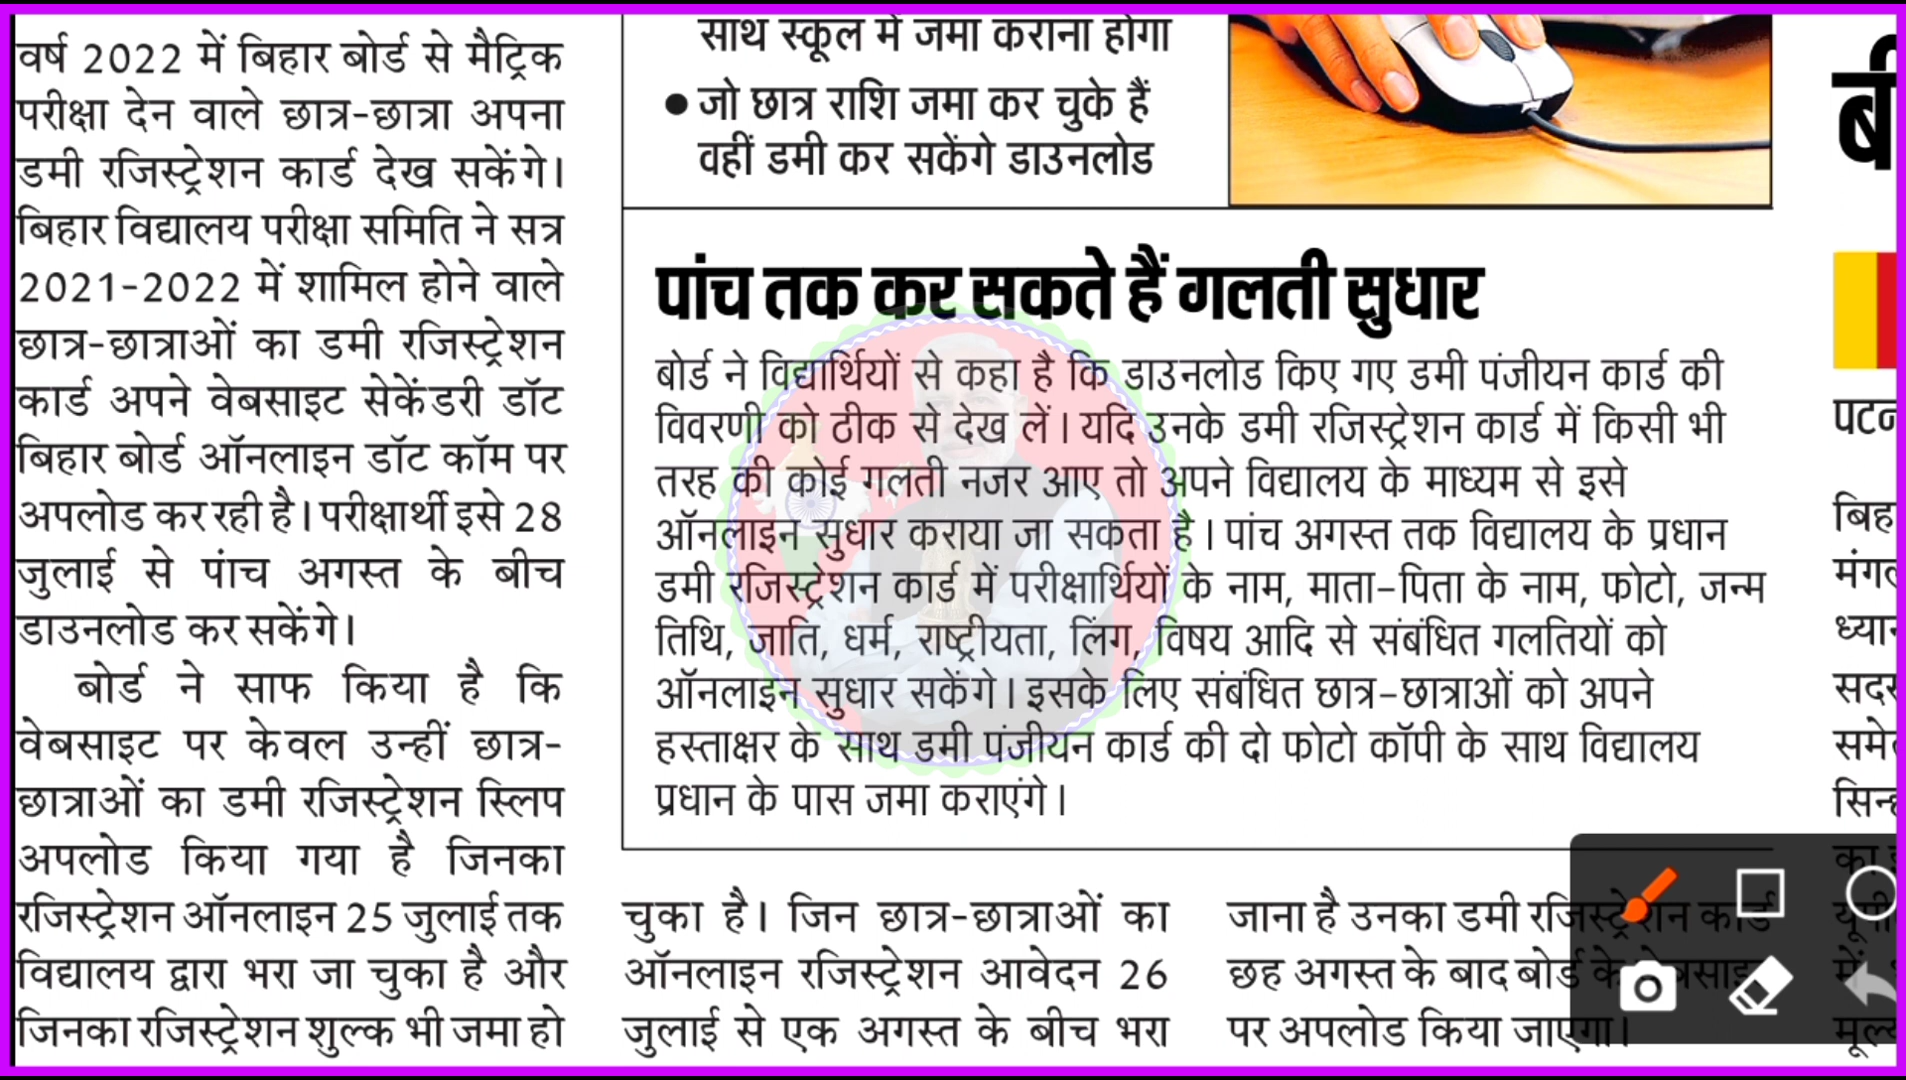 वर्ष 2022 में बिहार बोर्ड से मैट्रिक
परीक्षा देन वाले छात्र-छात्रा अपना
डमी रजिस्ट्रेशन कार्ड देख सकेंगे।
बिहार विद्यालय परीक्षा समिति ने सत्र
2021-2022 में शामिल होने वाले
छात्र-छात्राओं का डमी रजिस्ट्रेशन
कार्ड अपने वेबसाइट सेकेंडरी डॉट
बिहार बोर्ड ऑनलाइन डॉट कॉम पर
अपलोड कर रही है। परीक्षार्थी इसे 28
जुलाई से पांच अगस्त के बीच
डाउनलोड कर सकेंगे।
बोर्ड ने साफ किया है कि
वेबसाइट पर केवल उन्हीं छात्र-
छात्राओं का डमी रजिस्ट्रेशन स्लिप
अपलोड किया गया है जिनका
रजिस्ट्रेशन ऑनलाइन 25 जुलाई तक
विद्यालय द्वारा भरा जा चुका है और
जिनका रजिस्ट्रेशन शुल्क भी जमा हो
साथ स्कूल में जमा कराना होगा
● जो छात्र राशि जमा कर चुके हैं
वहीं डमी कर सकेंगे डाउनलोड
पांच तक कर सकते हैं गलती सुधार
बोर्ड ने विद्यार्थियों से कहा है कि डाउनलोड किए गए डमी पंजीयन कार्ड की
विवरणी को ठीक से देख लें। यदि उनके डमी रजिस्ट्रेशन कार्ड में किसी भी
तरह की कोई गलती नजर आए तो अपने विद्यालय के माध्यम से इसे
ऑनलाइन सुधार कराया जा सकता है। पांच अगस्त तक विद्यालय के प्रधान
डमी रजिस्ट्रेशन कार्ड में परीक्षार्थियों के नाम, माता-पिता के नाम, फोटो, जन्म
तिथि, जाति, धर्म, राष्ट्रीयता, लिंग, विषय आदि से संबंधित गलतियों को
ऑनलाइन सुधार सकेंगे। इसके लिए संबंधित छात्र-छात्राओं को अपने
हस्ताक्षर के साथ डमी पंजीयन कार्ड की दो फोटो कॉपी के साथ विद्यालय
प्रधान के पास जमा कराएंगे।
चुका है। जिन छात्र-छात्राओं का
ऑनलाइन रजिस्ट्रेशन आवेदन 26
जुलाई से एक अगस्त के बीच भरा
जाना है उनका डमी रजिस्ट्रेशन कार्ड
छह अगस्त के बाद बोर्ड के वेबसाइट
पर अपलोड किया जाएगा।